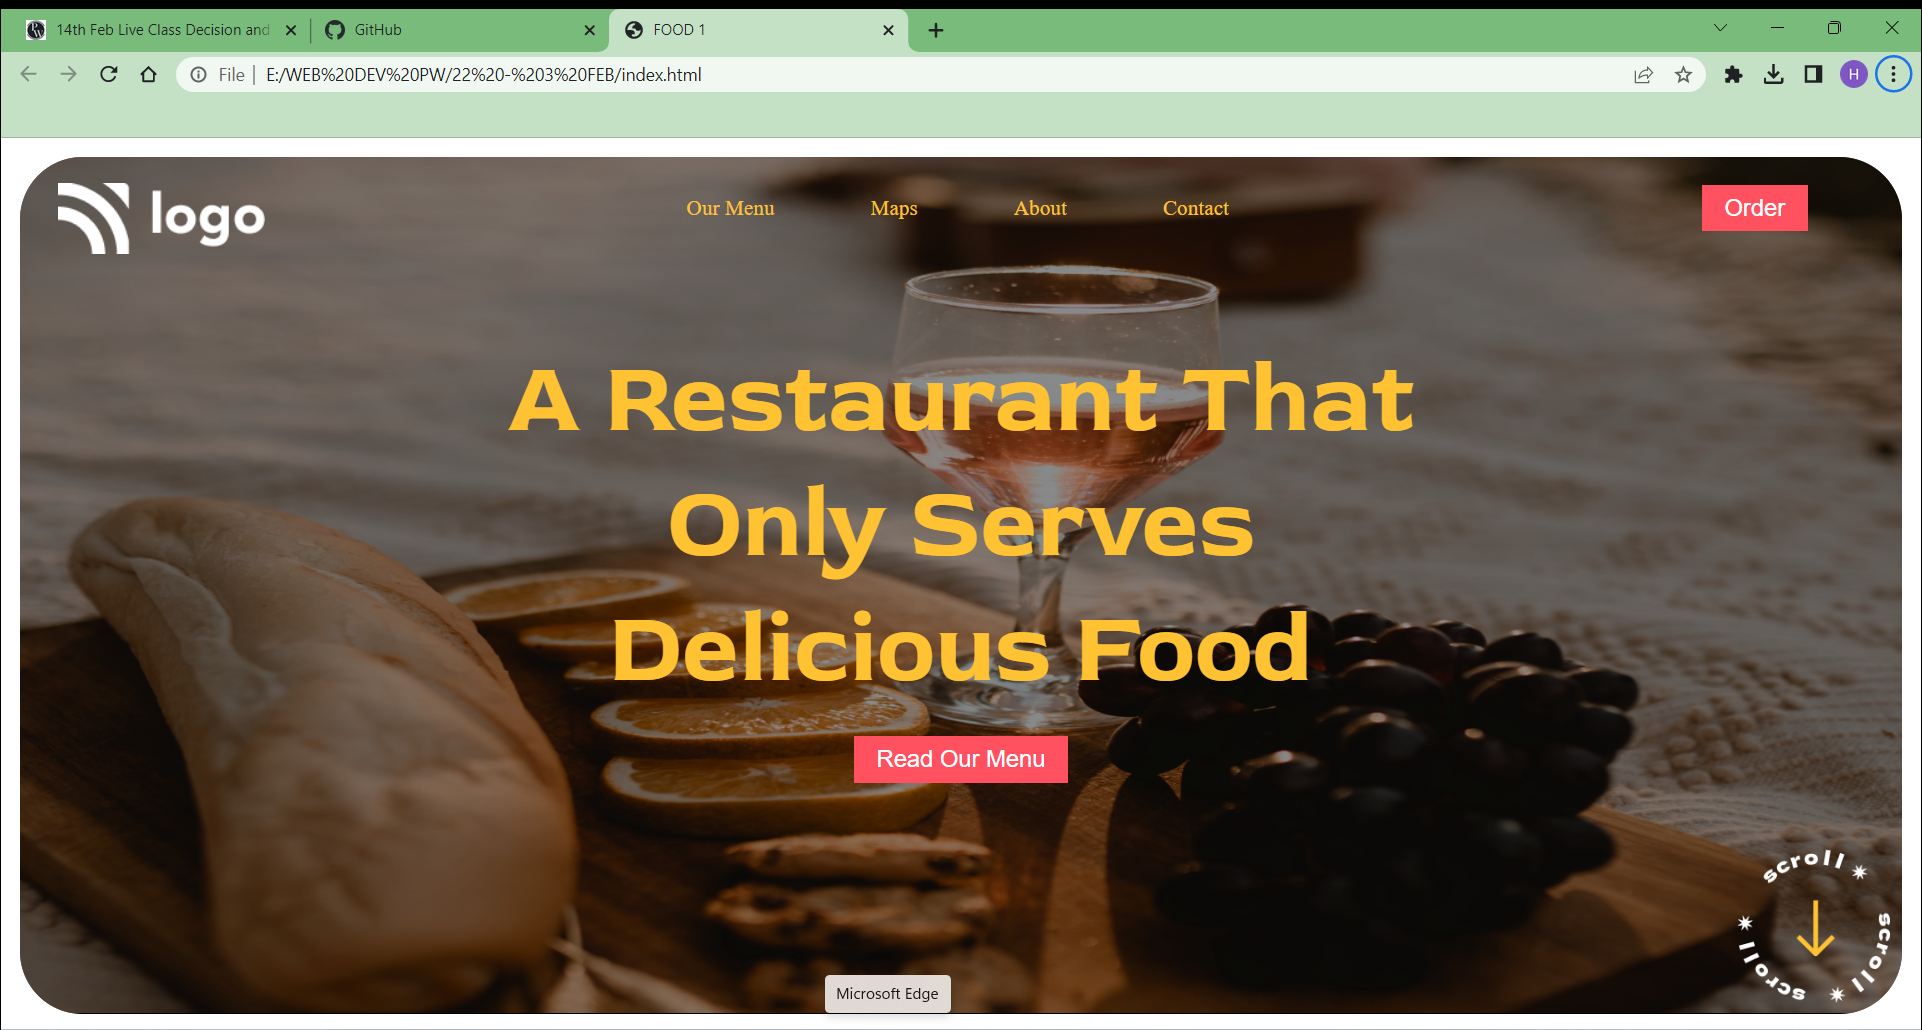 14th Feb Live Class Decision and
GitHub
FOOD 1
File
E:/WEB%20DEV%20PW/22%20-%203%20FEB/index.html
H
logo
Our Menu
Maps
About
Contact
Order
A Restaurant That
Only Serves
Delicious Food
Read Our Menu
scroll
scroll
scroll
scroll
Microsoft Edge